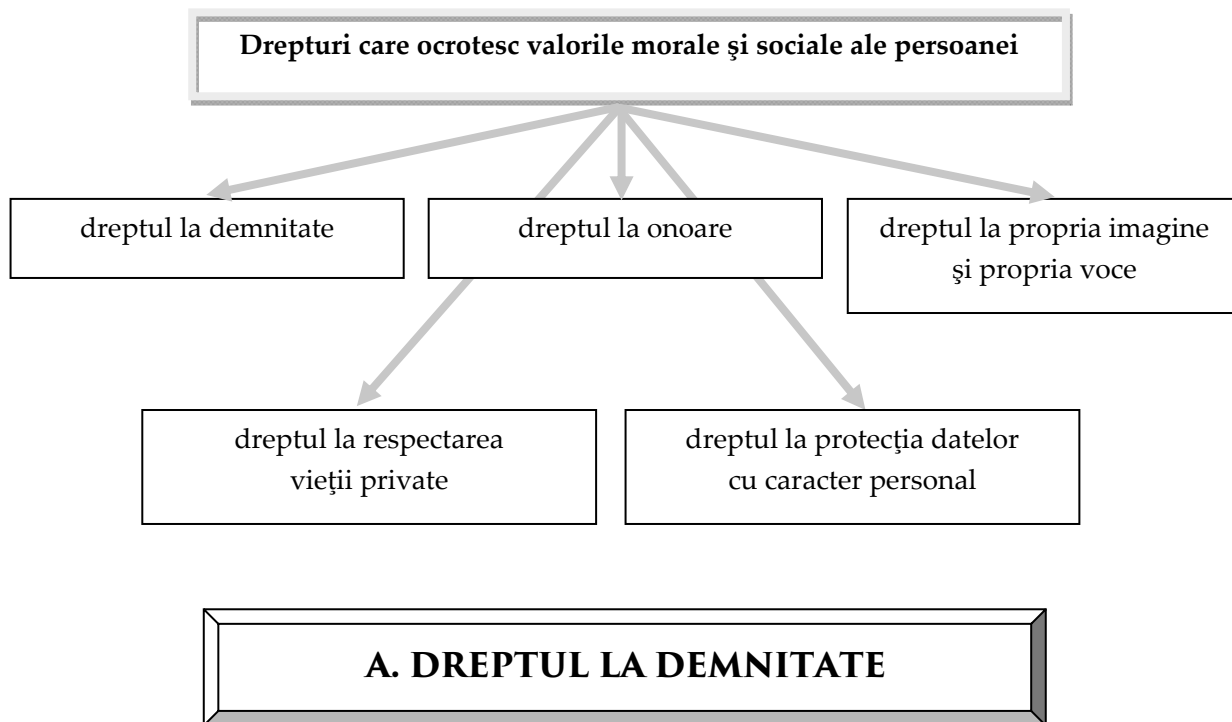 Drepturi care ocrotesc valorile morale şi sociale ale persoanei
dreptul la demnitate
dreptul la onoare
dreptul la propria imagine
şi propria voce
dreptul la respectarea
vieţii private
dreptul la protecţia datelor
cu caracter personal
A. DREPTUL LA DEMNITATE